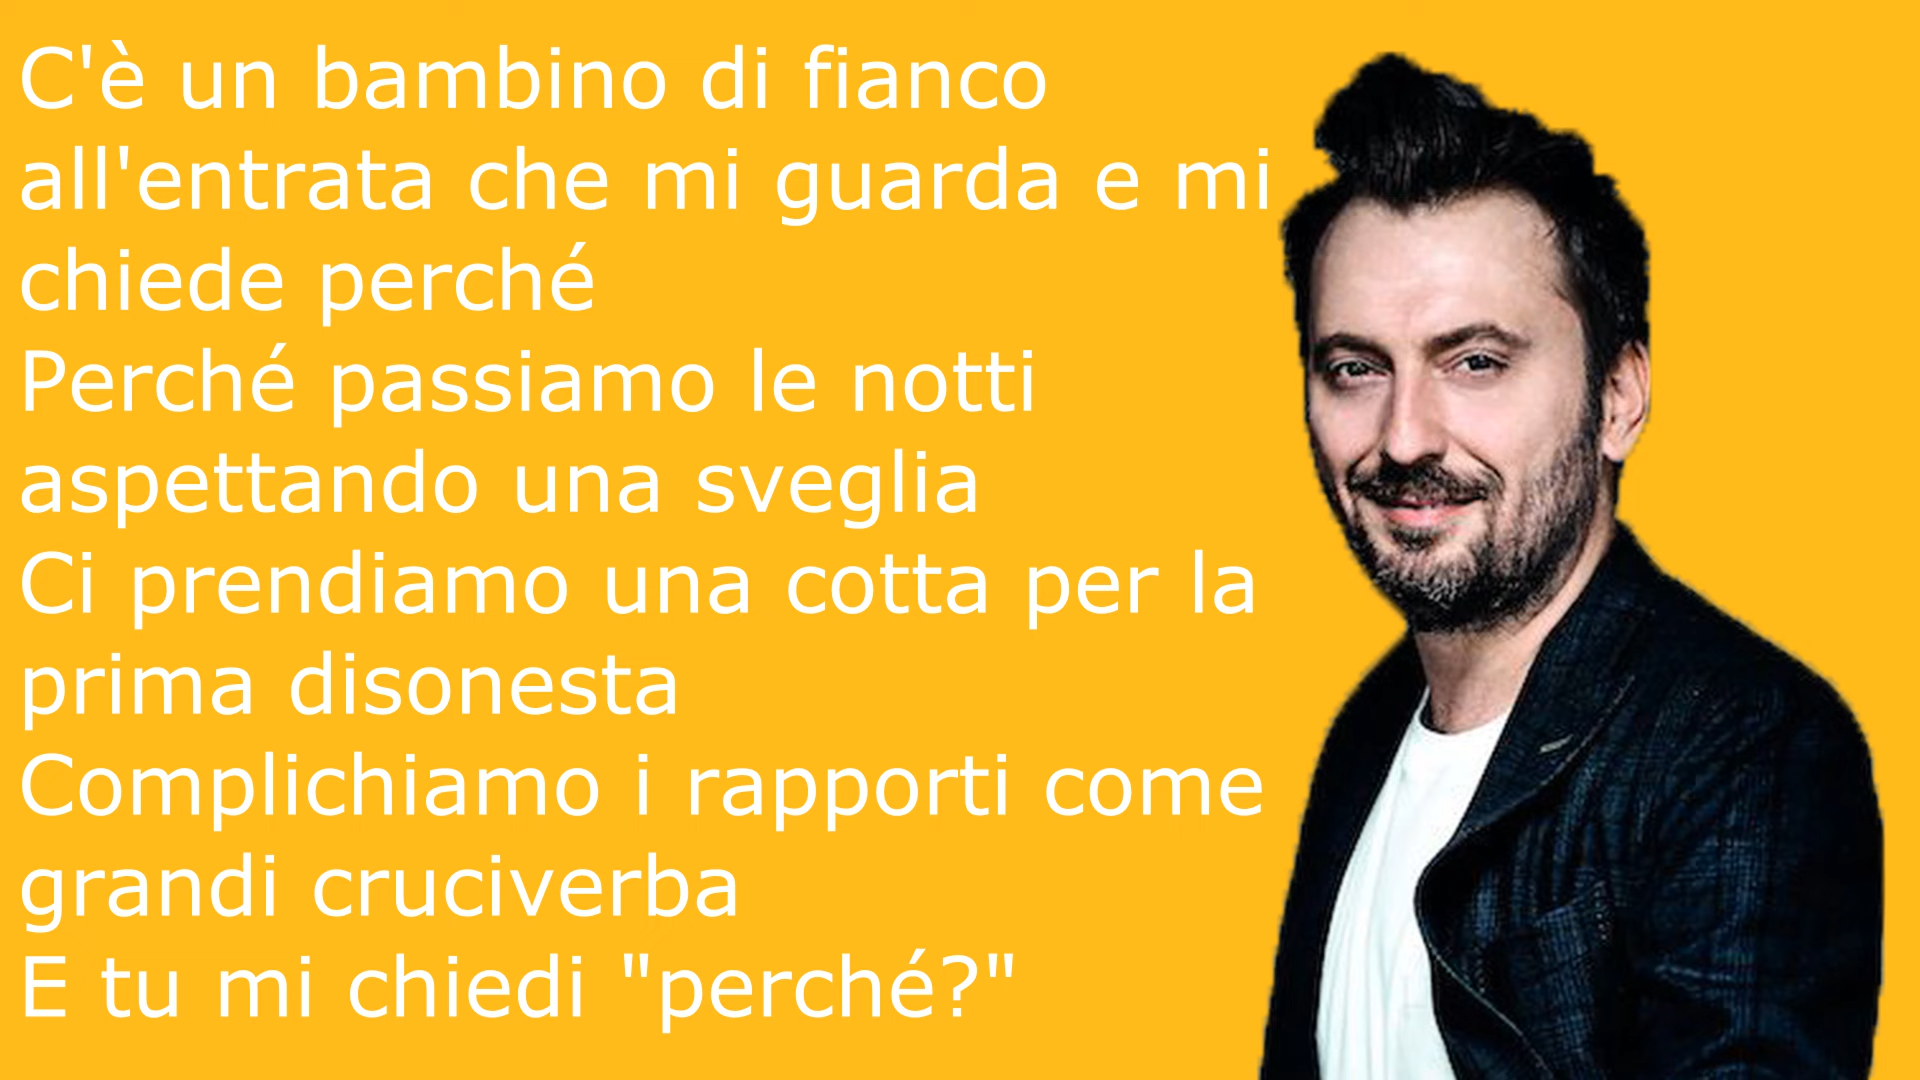 C'è un bambino di fianco
all'entrata che mi guarda e mi
chiede perché
Perché passiamo le notti
aspettando una sveglia
Ci prendiamo una cotta per la
prima disonesta
Complichiamo i rapporti come
grandi cruciverba
E tu mi chiedi "perché?"